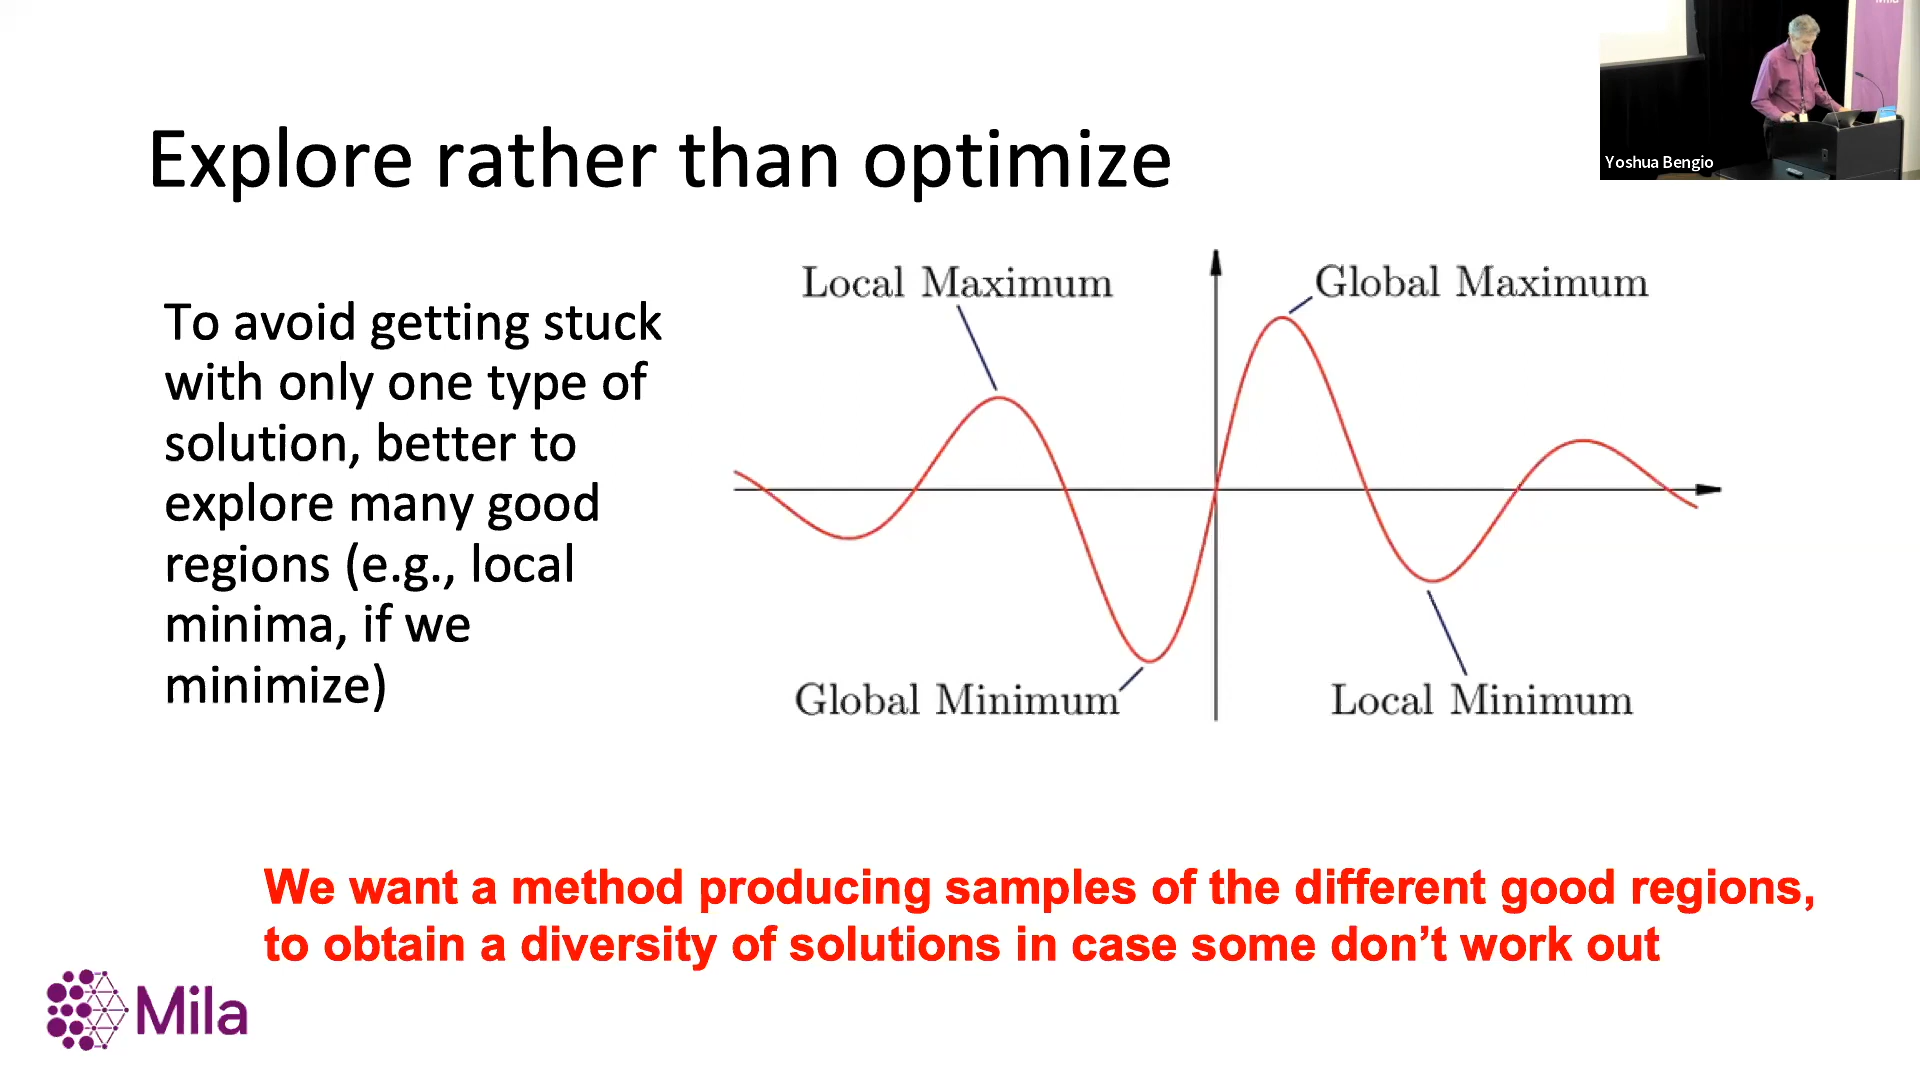 Explore rather than optimize
Yoshua Bengio
To avoid getting stuck
with only one type of
solution, better to
explore many good
regions (e.g., local
minima, if we
minimize)
Local Maximum
Global Maximum
Global Minimum
Local Minimum
We want a method producing samples of the different good regions,
to obtain a diversity of solutions in case some don’t work out
Mila